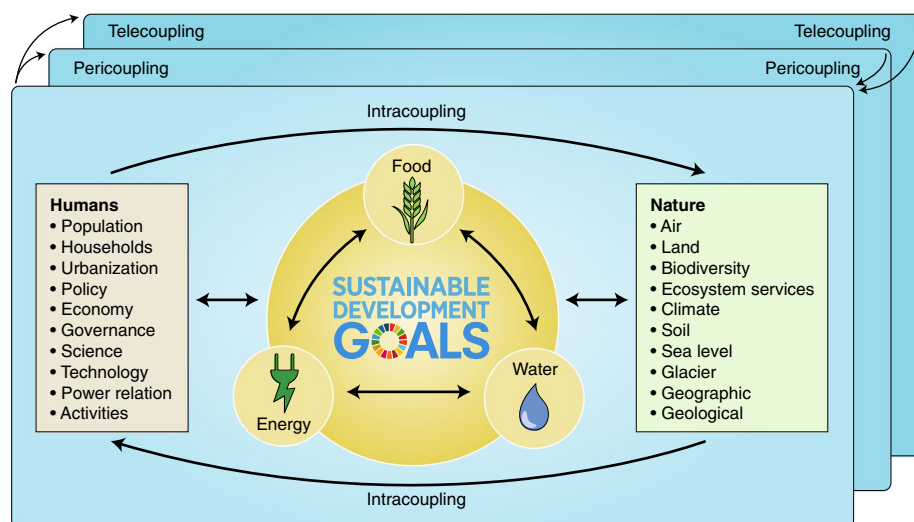 Telecoupling
Telecoupling
Pericoupling
Pericoupling
Intracoupling
Food
Humans
• Population
• Households
• Urbanization
• Policy
• Economy
• Governance
• Science
• Technology
• Power relation
• Activities
SUSTAINABLE
DEVELOPMENT
GOALS
Energy
Water
Nature
• Air
• Land
• Biodiversity
• Ecosystem services
• Climate
• Soil
• Sea level
• Glacier
• Geographic
• Geological
Intracoupling